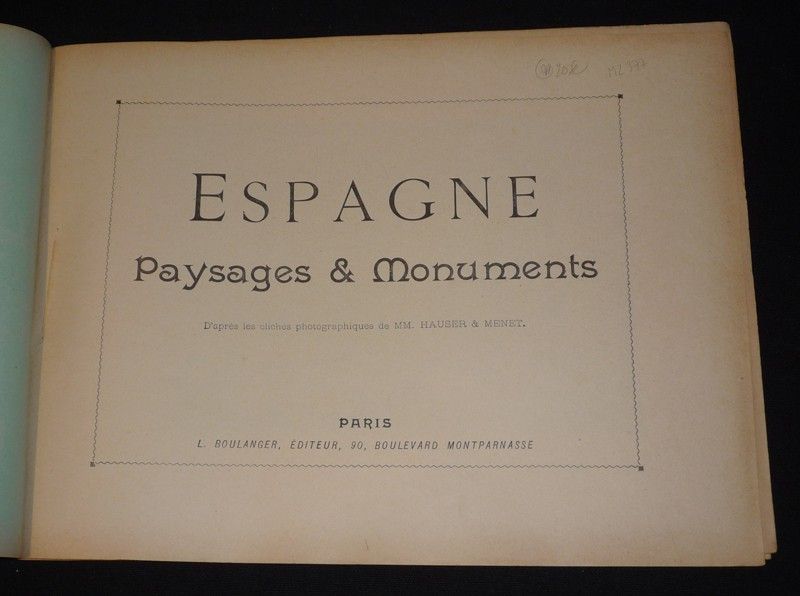 ESPAGNE
Paysages & Monuments
D'après les clichés photographiques de MM. HAUSER & MENET.
PARIS
L. BOULANGER, ÉDITEUR, 90, BOULEVARD MONTPARNASSE